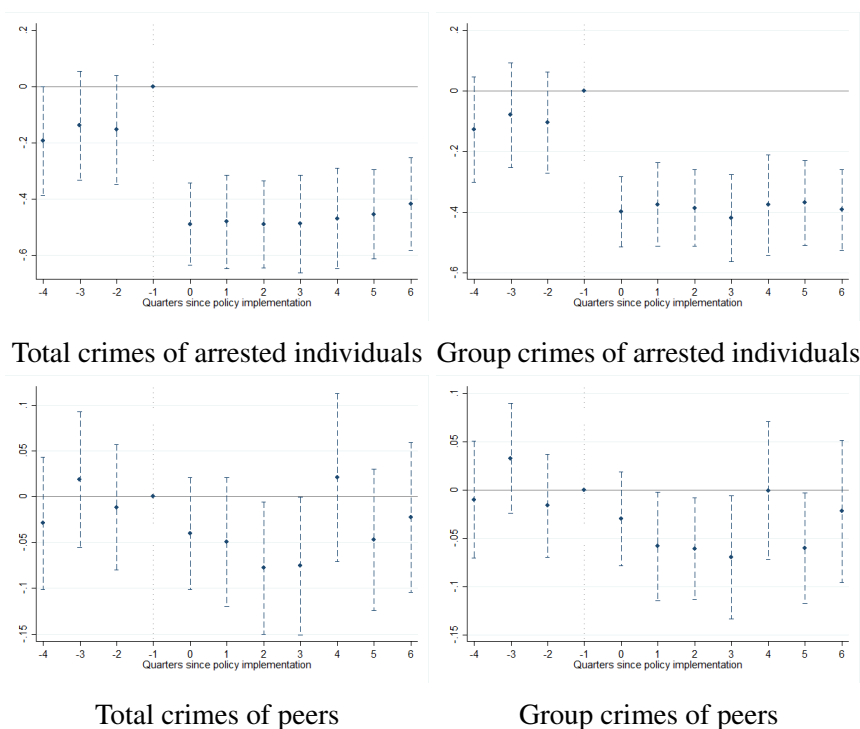 .2
0
-.2
-.4
-.6
-4 -3 -2 -1 0 1 2 3 4 5 6
Quarters since policy implementation
.2
0
-.2
-.4
-.6
-4 -3 -2 -1 0 1 2 3 4 5 6
Quarters since policy implementation
Total crimes of arrested individuals
Group crimes of arrested individuals
.1
.05
0
-.05
-.1
-.15
-4 -3 -2 -1 0 1 2 3 4 5 6
Quarters since policy implementation
.1
.05
0
-.05
-.1
-.15
-4 -3 -2 -1 0 1 2 3 4 5 6
Quarters since policy implementation
Total crimes of peers
Group crimes of peers